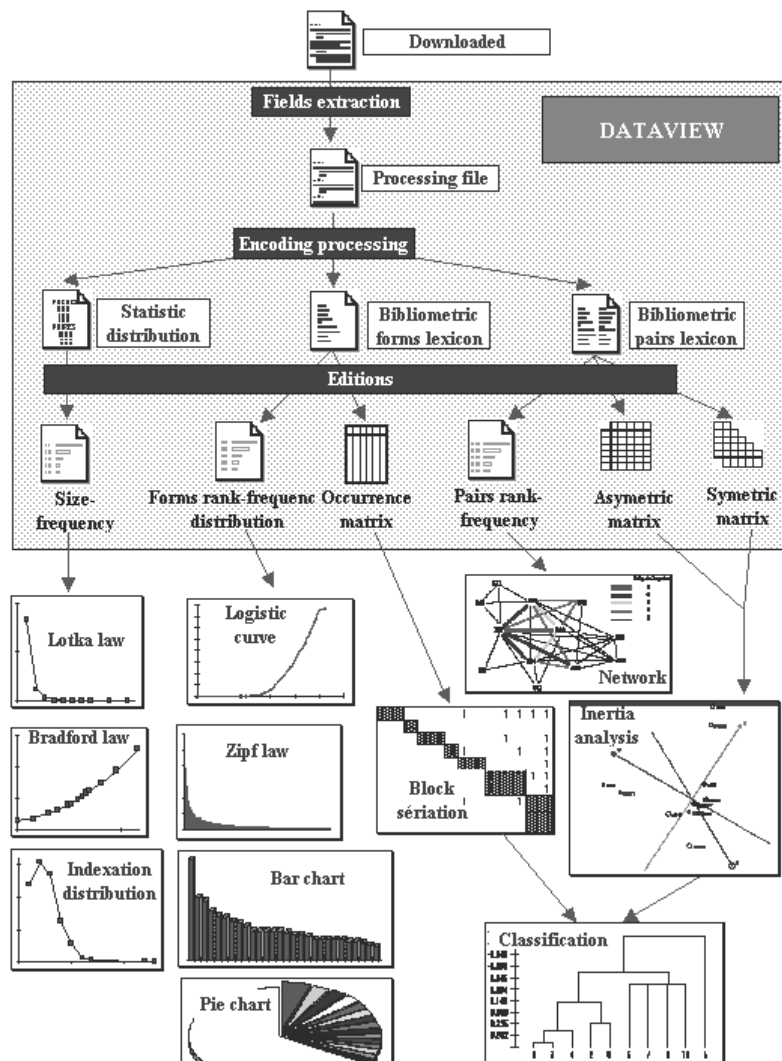 Downloaded
Fields extraction
DATAVIEW
Processing file
Encoding processing
Statistic
distribution
Bibliometric
forms lexicon
Bibliometric
pairs lexicon
Editions
Size-
frequency
Forms rank-frequenc
distribution
Occurrence
matrix
Pairs rank-
frequency
Asymetric
matrix
Symetric
matrix
Lotka law
Logistic
curve
Network
Bradford law
Zipf law
Block
sériation
Inertia
analysis
Indexation
distribution
Bar chart
Classification
Pie chart